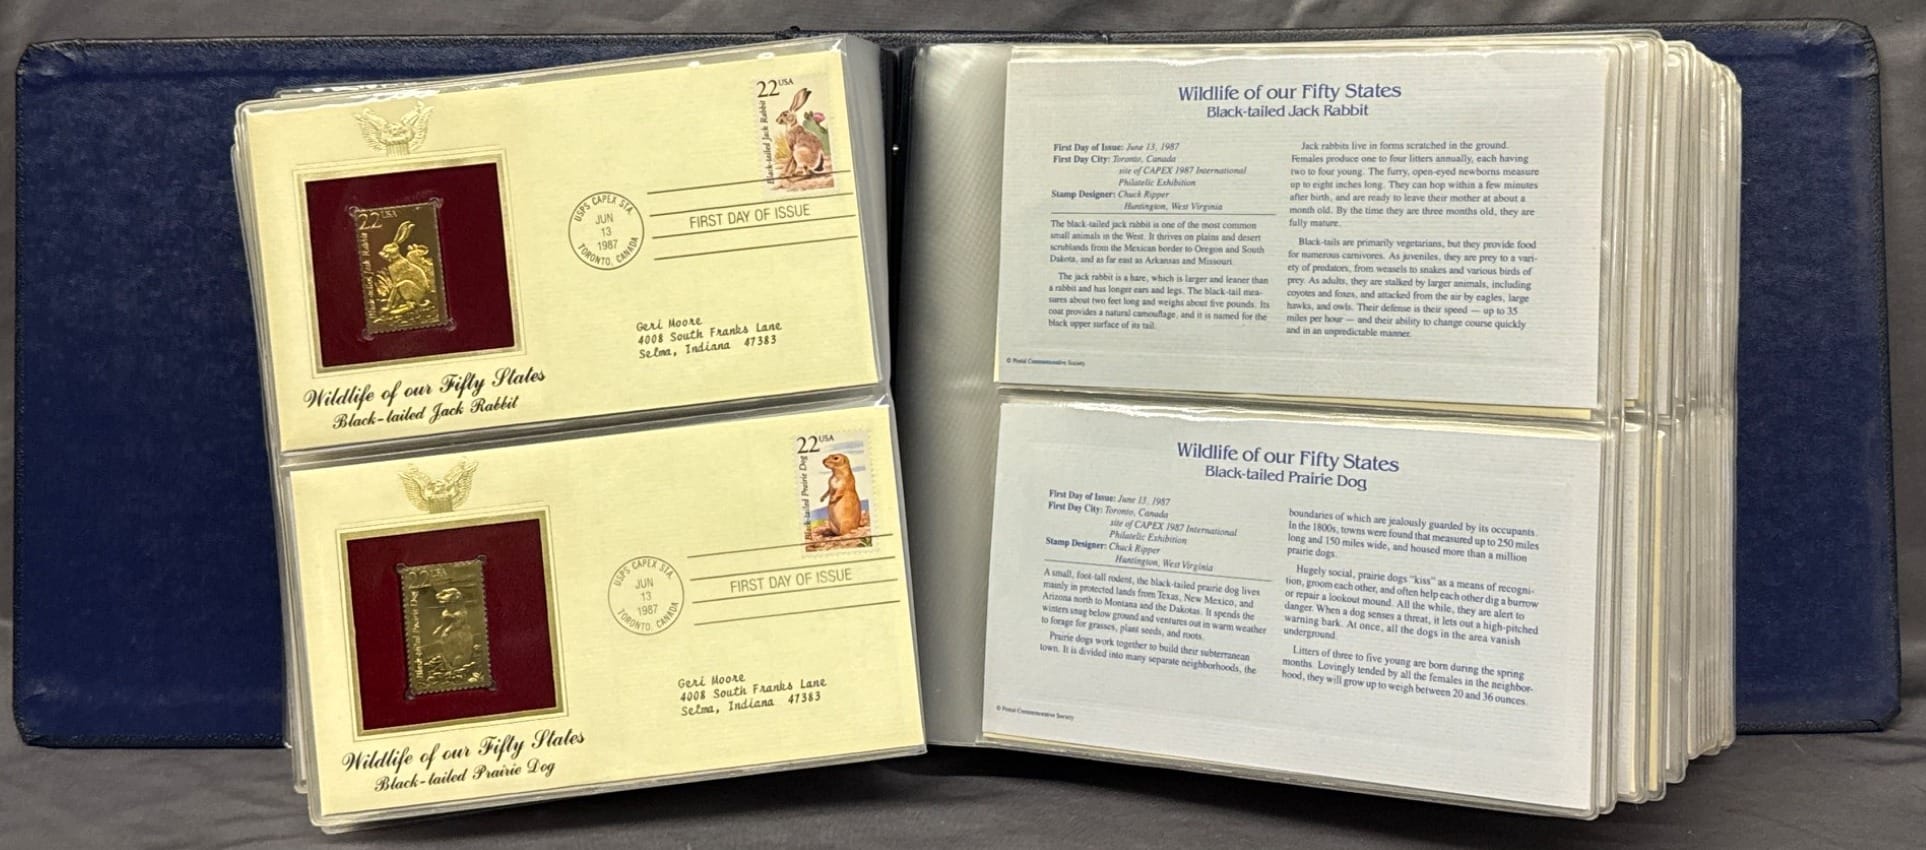 22 USA
Black-tailed Jack Rabbit
22 USA
Black-tailed Jack Rabbit
USPS CAPEX STA.
JUN
13
1987
TORONTO, CANADA
FIRST DAY OF ISSUE
Geri Moore
4008 South Franks Lane
Selma, Indiana 47383
Wildlife of our Fifty States
Black-tailed Jack Rabbit
22 USA
Black-tailed Prairie Dog
22 USA
Black-tailed Prairie Dog
USPS CAPEX STA.
JUN
13
1987
TORONTO, CANADA
FIRST DAY OF ISSUE
Geri Moore
4008 South Franks Lane
Selma, Indiana 47383
Wildlife of our Fifty States
Black-tailed Prairie Dog
Wildlife of our Fifty States
Black-tailed Jack Rabbit
First Day of Issue: June 13, 1987
First Day City: Toronto, Canada
site of CAPEX 1987 International
Philatelic Exhibition
Stamp Designer: Chuck Ripper
Huntington, West Virginia
The black-tailed jack rabbit is one of the most common
small animals in the West. It thrives on plains and desert
scrublands from the Mexican border to Oregon and South
Dakota, and as far east as Arkansas and Missouri.
The jack rabbit is a hare, which is larger and leaner than
a rabbit and has longer ears and legs. The black-tail mea-
sures about two feet long and weighs about five pounds. Its
coat provides a natural camouflage, and it is named for the
black upper surface of its tail.
Jack rabbits live in forms scratched in the ground.
Females produce one to four litters annually, each having
two to four young. The furry, open-eyed newborns measure
up to eight inches long. They can hop within a few minutes
after birth, and are ready to leave their mother at about a
month old. By the time they are three months old, they are
fully mature.
Black-tails are primarily vegetarians, but they provide food
for numerous carnivores. As juveniles, they are prey to a vari-
ety of predators, from weasels to snakes and various birds of
prey. As adults, they are stalked by larger animals, including
coyotes and foxes, and attacked from the air by eagles, large
hawks, and owls. Their defense is their speed — up to 35
miles per hour — and their ability to change course quickly
and in an unpredictable manner.
© Postal Commemorative Society
Wildlife of our Fifty States
Black-tailed Prairie Dog
First Day of Issue: June 13, 1987
First Day City: Toronto, Canada
site of CAPEX 1987 International
Philatelic Exhibition
Stamp Designer: Chuck Ripper
Huntington, West Virginia
A small, foot-tall rodent, the black-tailed prairie dog lives
mainly in protected lands from Texas, New Mexico, and
Arizona north to Montana and the Dakotas. It spends the
winters snug below ground and ventures out in warm weather
to forage for grasses, plant seeds, and roots.
Prairie dogs work together to build their subterranean
town. It is divided into many separate neighborhoods, the
boundaries of which are jealously guarded by its occupants.
In the 1800s, towns were found that measured up to 250 miles
long and 150 miles wide, and housed more than a million
prairie dogs.
Hugely social, prairie dogs "kiss" as a means of recogni-
tion, groom each other, and often help each other dig a burrow
or repair a lookout mound. All the while, they are alert to
danger. When a dog senses a threat, it lets out a high-pitched
warning bark. At once, all the dogs in the area vanish
underground.
Litters of three to five young are born during the spring
months. Lovingly tended by all the females in the neighbor-
hood, they will grow up to weigh between 20 and 36 ounces.
© Postal Commemorative Society